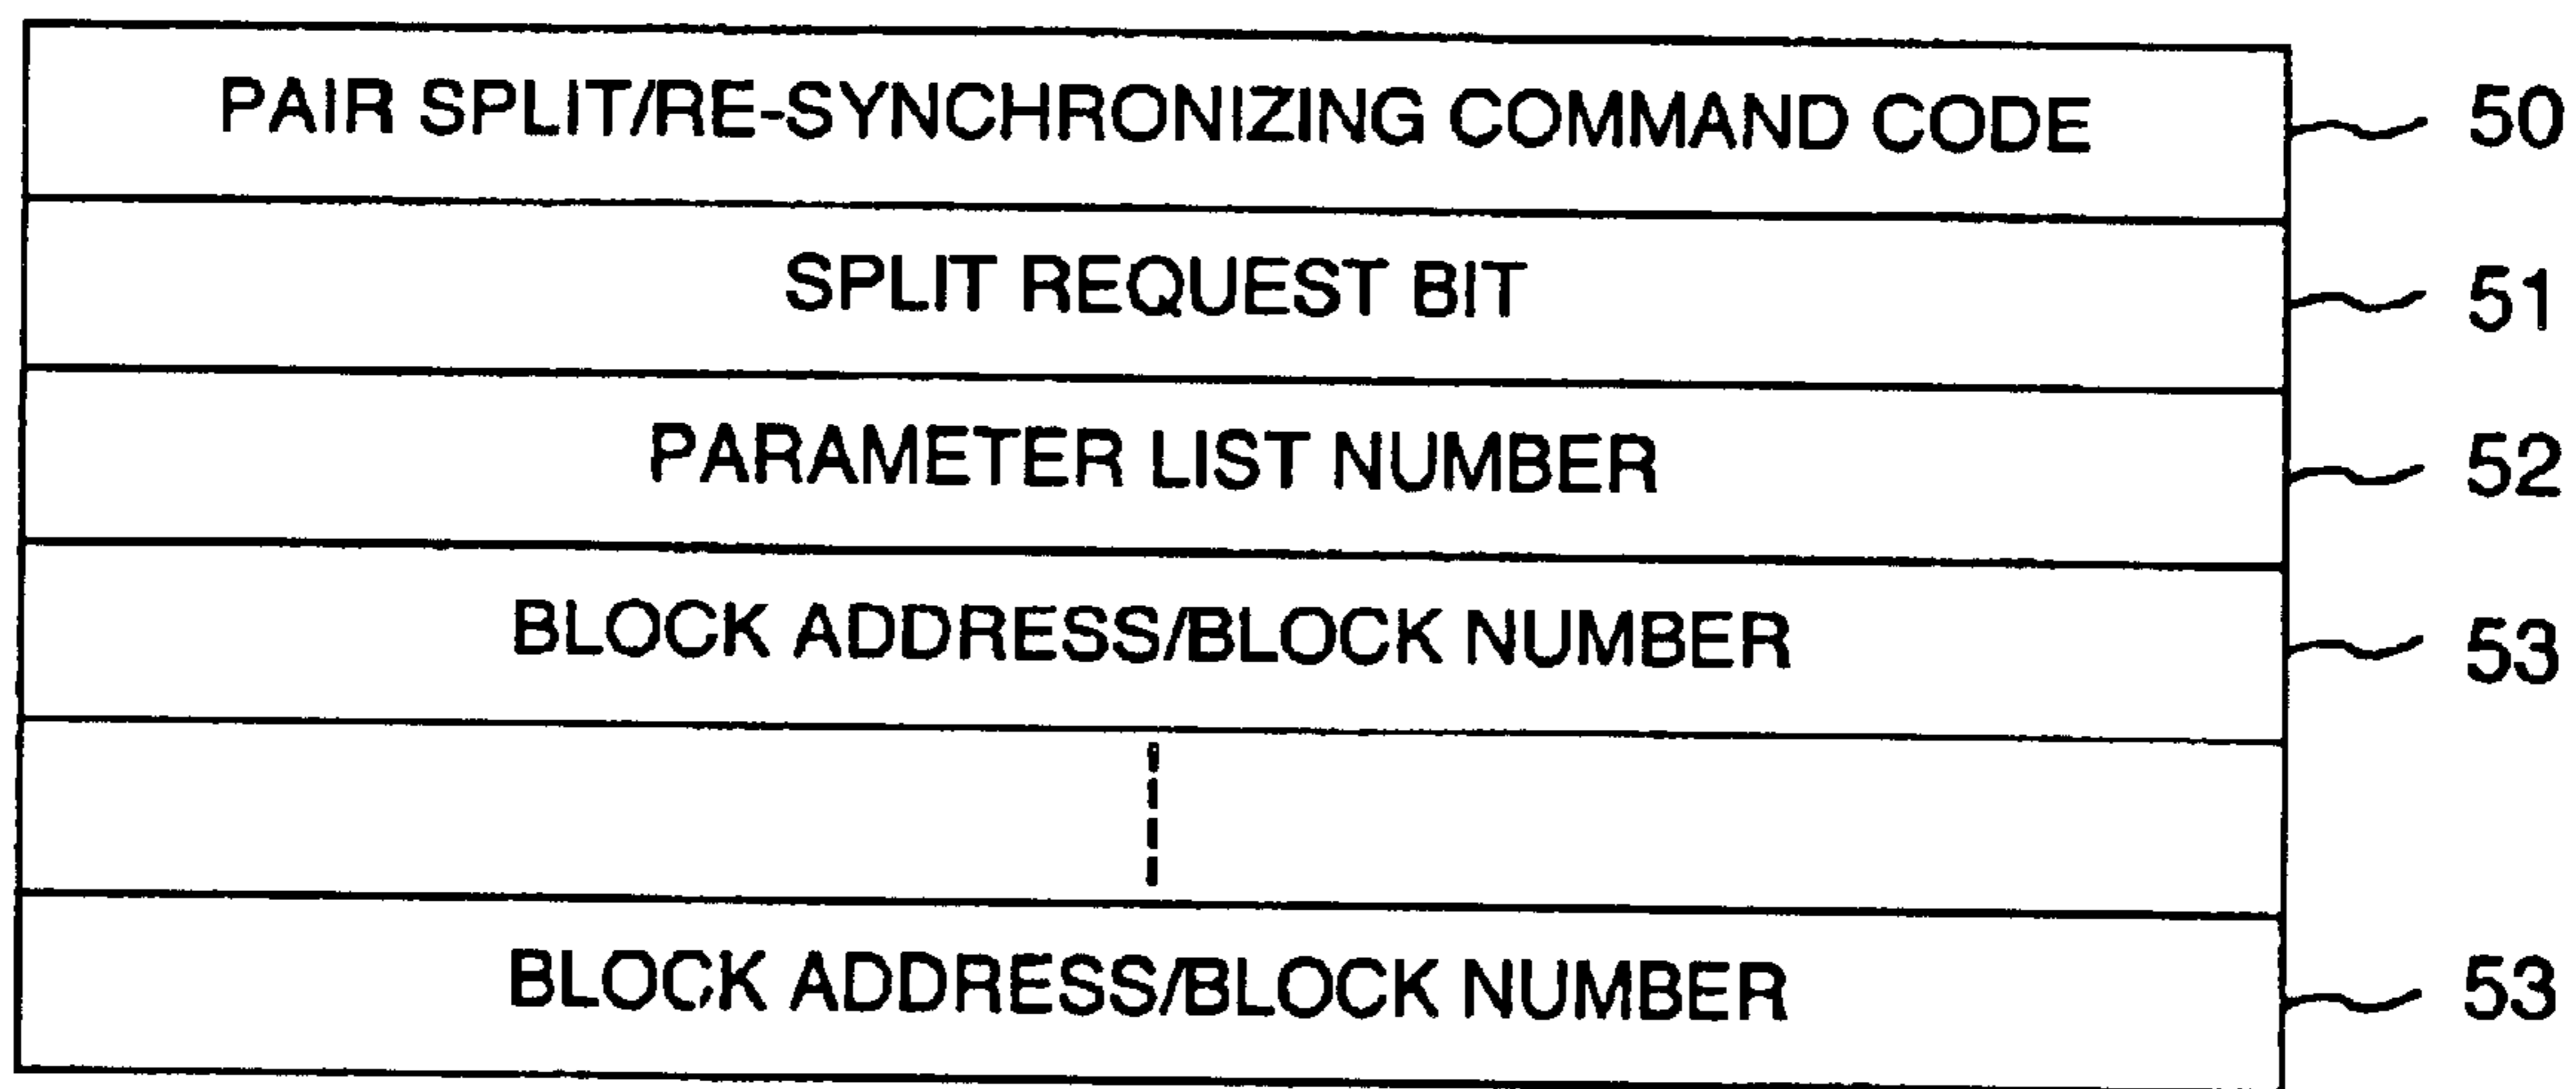 PAIR SPLIT/RE-SYNCHRONIZING COMMAND CODE 50
SPLIT REQUEST BIT 51
PARAMETER LIST NUMBER 52
BLOCK ADDRESS/BLOCK NUMBER 53
BLOCK ADDRESS/BLOCK NUMBER 53